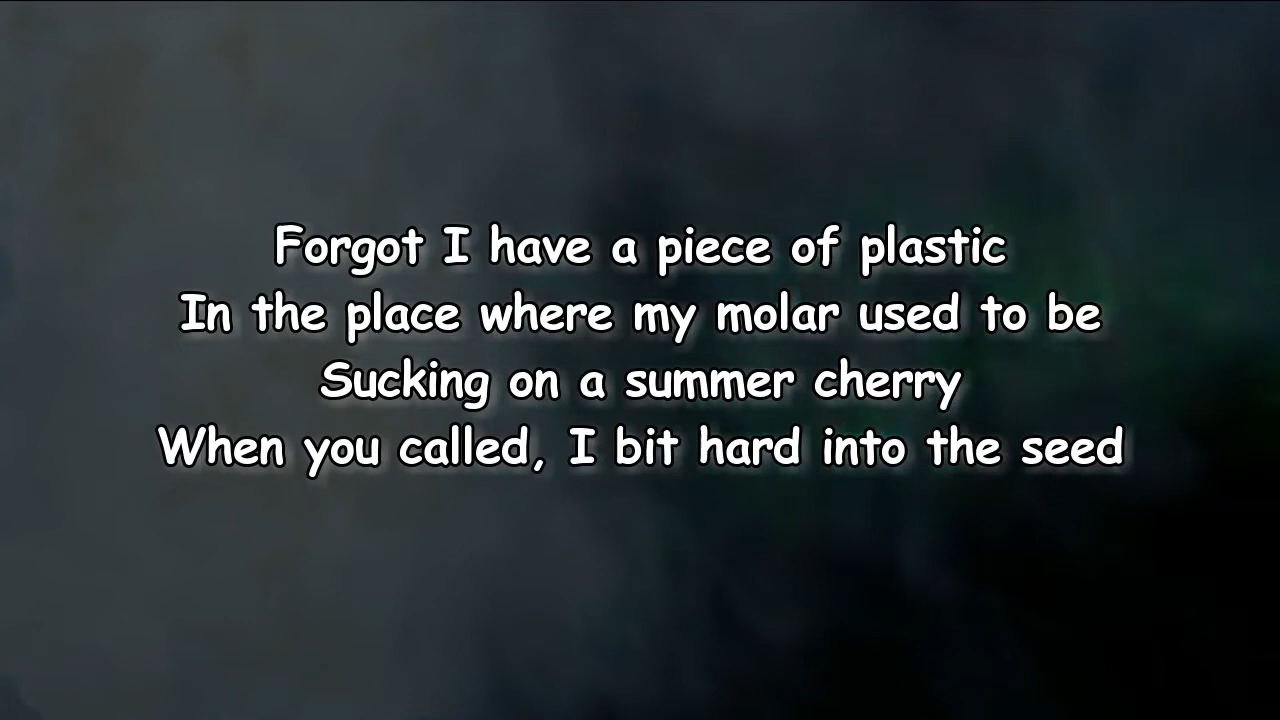 Forgot I have a piece of plastic
In the place where my molar used to be
Sucking on a summer cherry
When you called, I bit hard into the seed